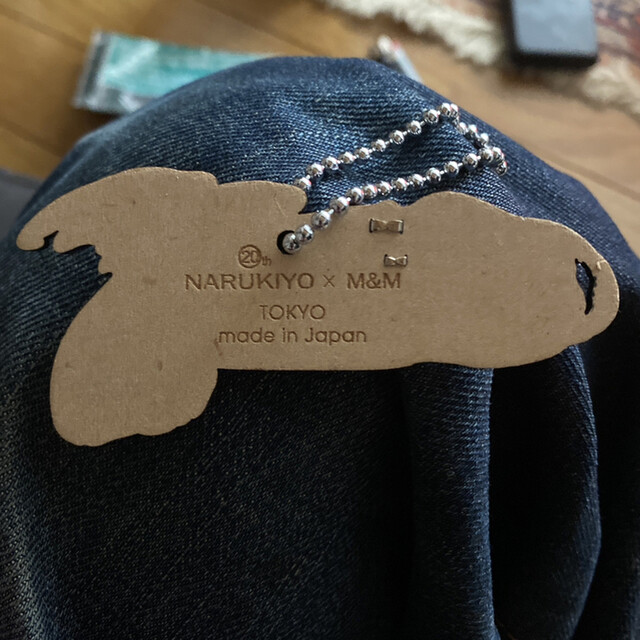 20th
NARUKIYO × M&M
TOKYO
made in Japan